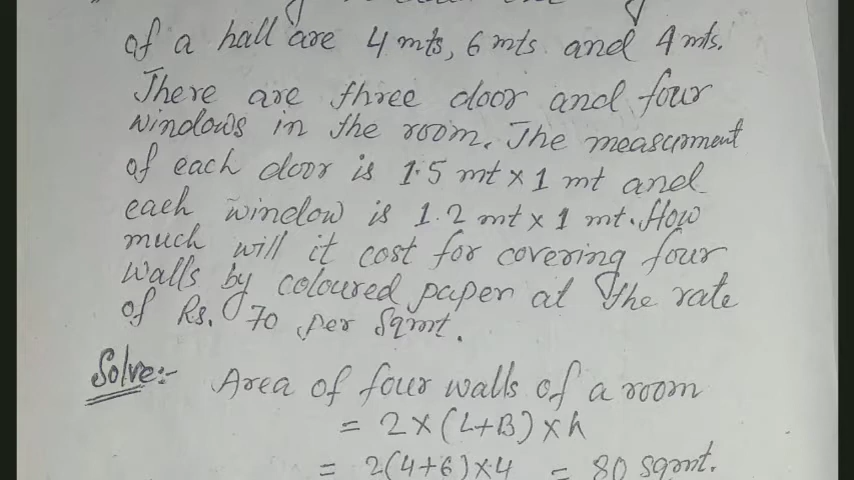 of a hall are 4 mts, 6 mts and 4 mts.
There are three door and four
windows in the room. The measurment
of each door is 1.5 mt x 1 mt and
each window is 1.2 mt x 1 mt. How
much will it cost for covering four
walls by coloured paper at the rate
of Rs. 70 per Sqmt.
Solve:- Area of four walls of a room
= 2 x (L+B) x h
= 2(4+6)x4 = 80 sqmt.